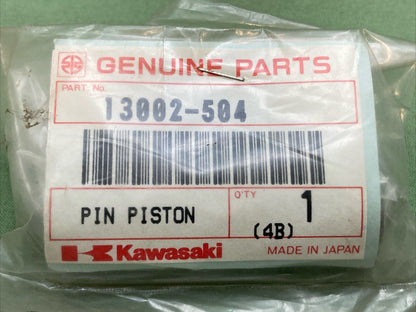 GENUINE PARTS
PART. No.
13002-504
PIN PISTON
Q'TY
1
(4B)
Kawasaki
MADE IN JAPAN